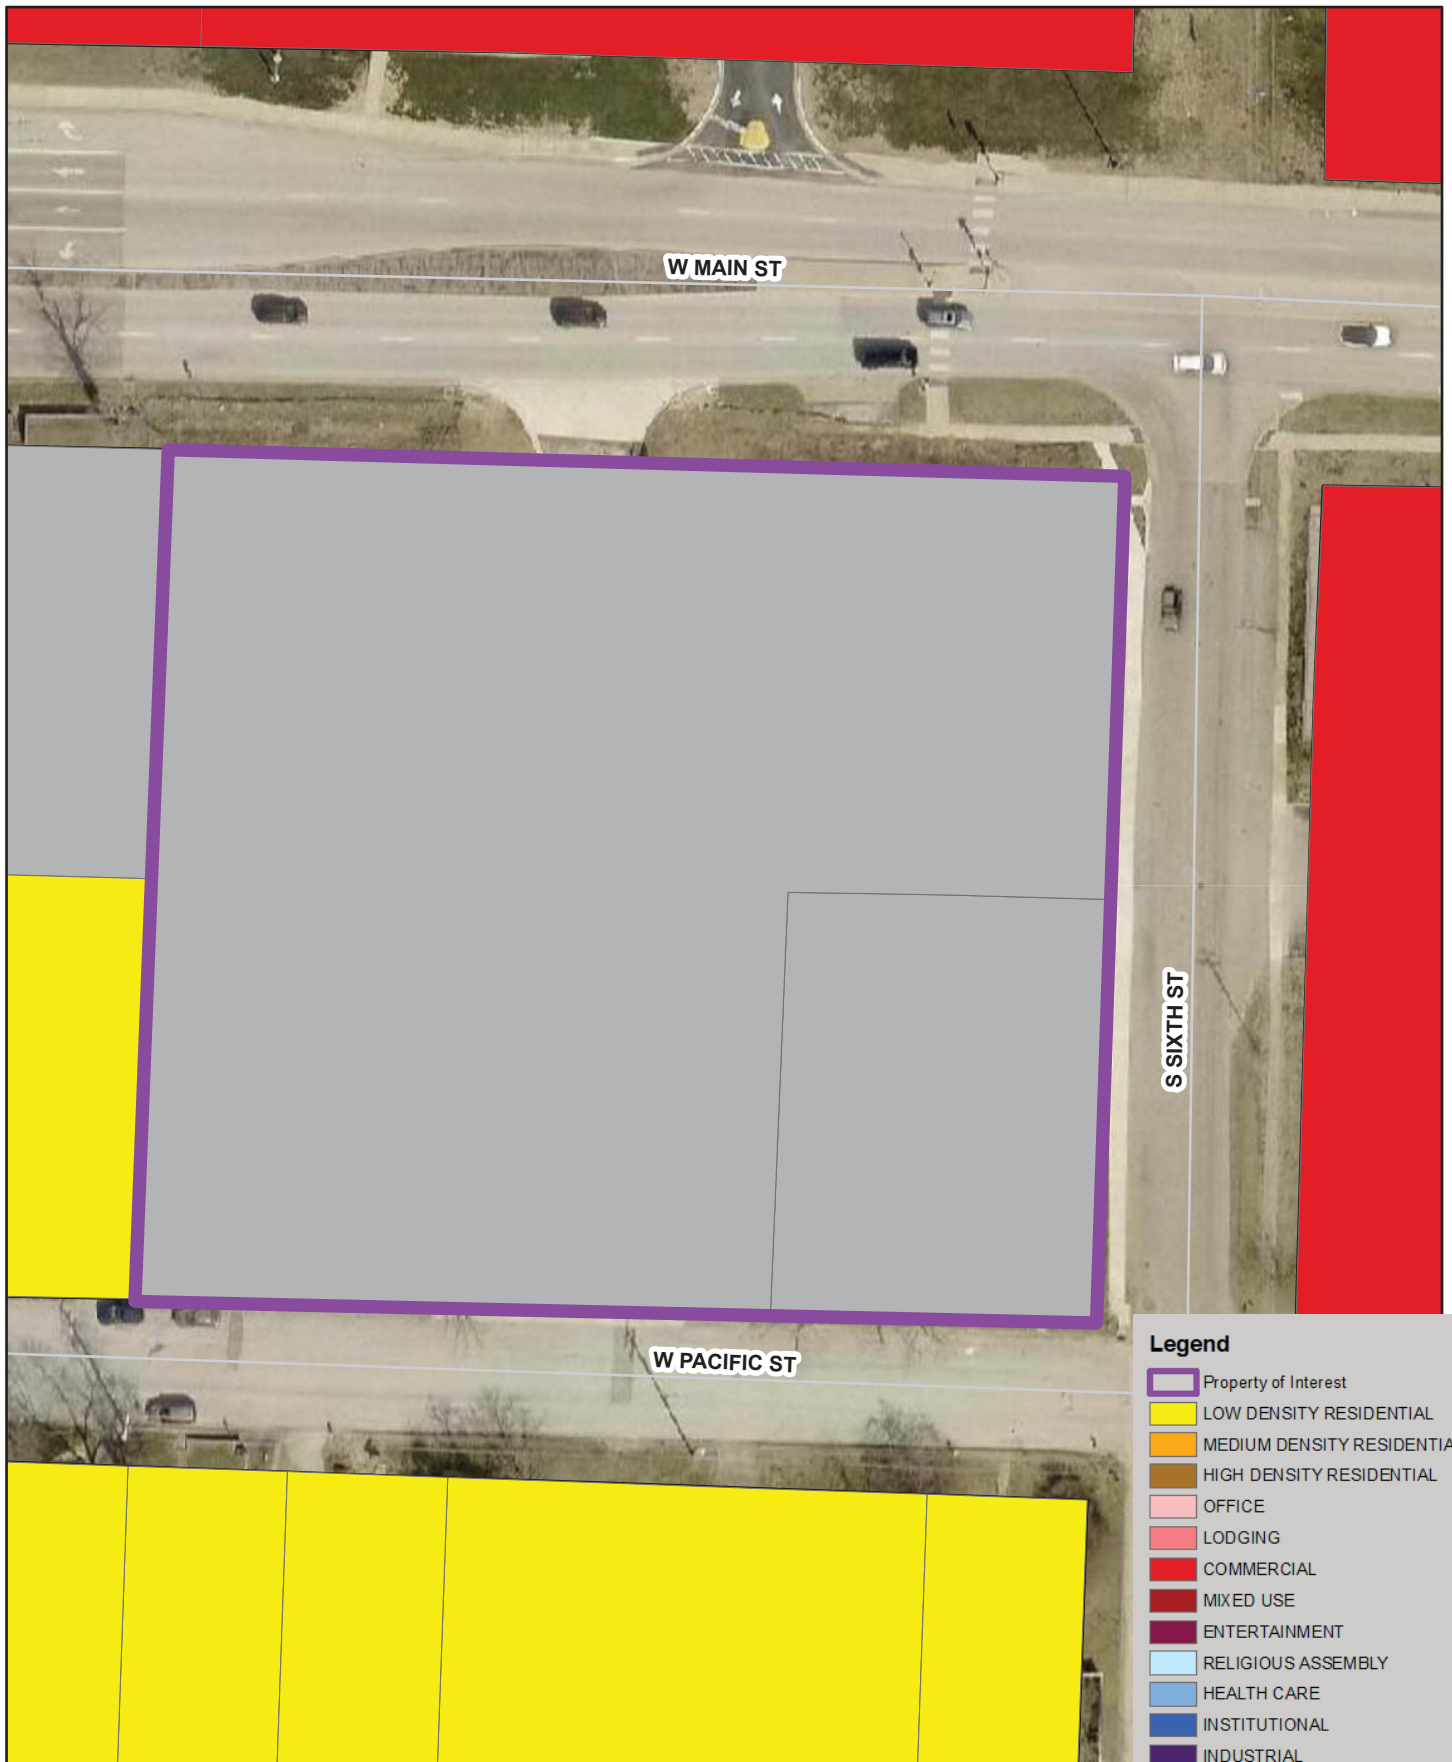 W MAIN ST
S SIXTH ST
W PACIFIC ST
Legend
Property of Interest
LOW DENSITY RESIDENTIAL
MEDIUM DENSITY RESIDENTIA
HIGH DENSITY RESIDENTIAL
OFFICE
LODGING
COMMERCIAL
MIXED USE
ENTERTAINMENT
RELIGIOUS ASSEMBLY
HEALTH CARE
INSTITUTIONAL
INDUSTRIAL